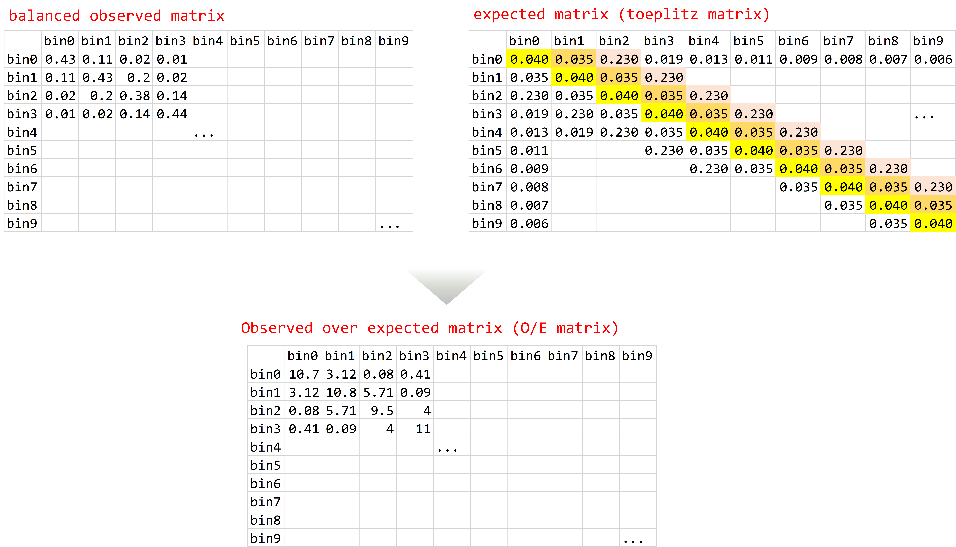 balanced observed matrix
bin0 bin1 bin2 bin3 bin4 bin5 bin6 bin7 bin8 bin9
bin0 0.43 0.11 0.02 0.01
bin1 0.11 0.43 0.2 0.02
bin2 0.02 0.2 0.38 0.14
bin3 0.01 0.02 0.14 0.44
bin4 ...
bin5
bin6
bin7
bin8
bin9 ...
expected matrix (toeplitz matrix)
bin0 bin1 bin2 bin3 bin4 bin5 bin6 bin7 bin8 bin9
bin0 0.040 0.035 0.230 0.019 0.013 0.011 0.009 0.008 0.007 0.006
bin1 0.035 0.040 0.035 0.230
bin2 0.230 0.035 0.040 0.035 0.230
bin3 0.019 0.230 0.035 0.040 0.035 0.230 ...
bin4 0.013 0.019 0.230 0.035 0.040 0.035 0.230
bin5 0.011 0.230 0.035 0.040 0.035 0.230
bin6 0.009 0.230 0.035 0.040 0.035 0.230
bin7 0.008 0.035 0.040 0.035 0.230
bin8 0.007 0.035 0.040 0.035
bin9 0.006 0.035 0.040
Observed over expected matrix (O/E matrix)
bin0 bin1 bin2 bin3 bin4 bin5 bin6 bin7 bin8 bin9
bin0 10.7 3.12 0.08 0.41
bin1 3.12 10.8 5.71 0.09
bin2 0.08 5.71 9.5 4
bin3 0.41 0.09 4 11
bin4 ...
bin5
bin6
bin7
bin8
bin9 ...